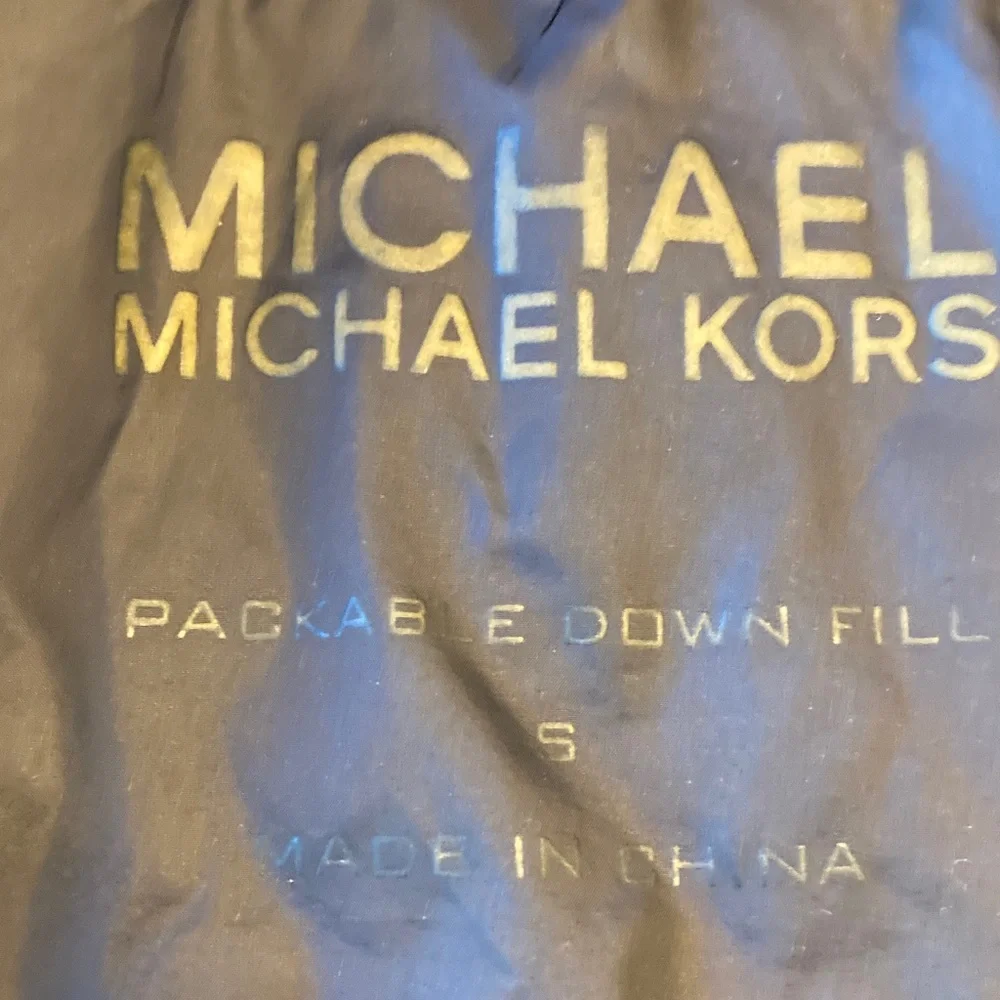 MICHAEL
MICHAEL KORS
PACKABLE DOWN FILL
S
MADE IN CHINA